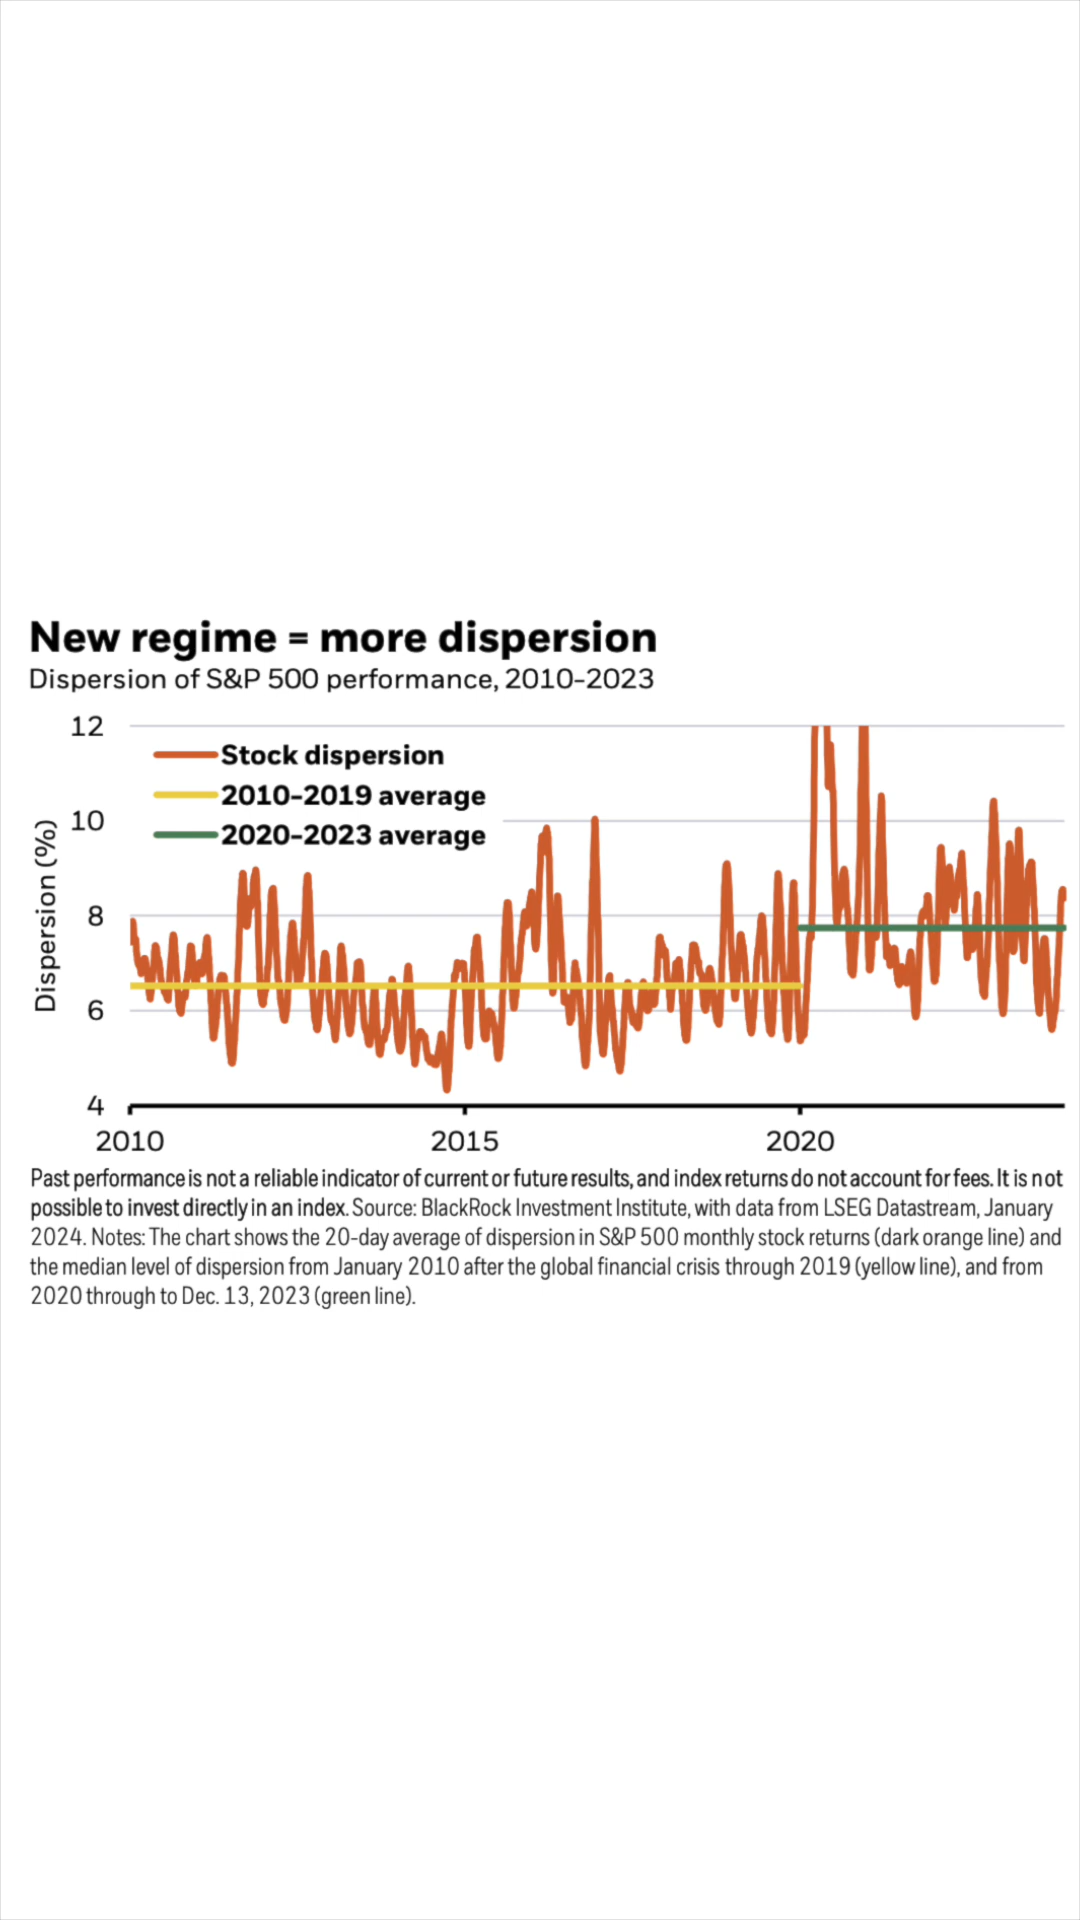 New regime = more dispersion
Dispersion of S&P 500 performance, 2010-2023
12
10
8
6
4
Dispersion (%)
Stock dispersion
2010-2019 average
2020-2023 average
2010
2015
2020
Past performance is not a reliable indicator of current or future results, and index returns do not account for fees. It is not
possible to invest directly in an index. Source: BlackRock Investment Institute, with data from LSEG Datastream, January
2024. Notes: The chart shows the 20-day average of dispersion in S&P 500 monthly stock returns (dark orange line) and
the median level of dispersion from January 2010 after the global financial crisis through 2019 (yellow line), and from
2020 through to Dec. 13, 2023 (green line).